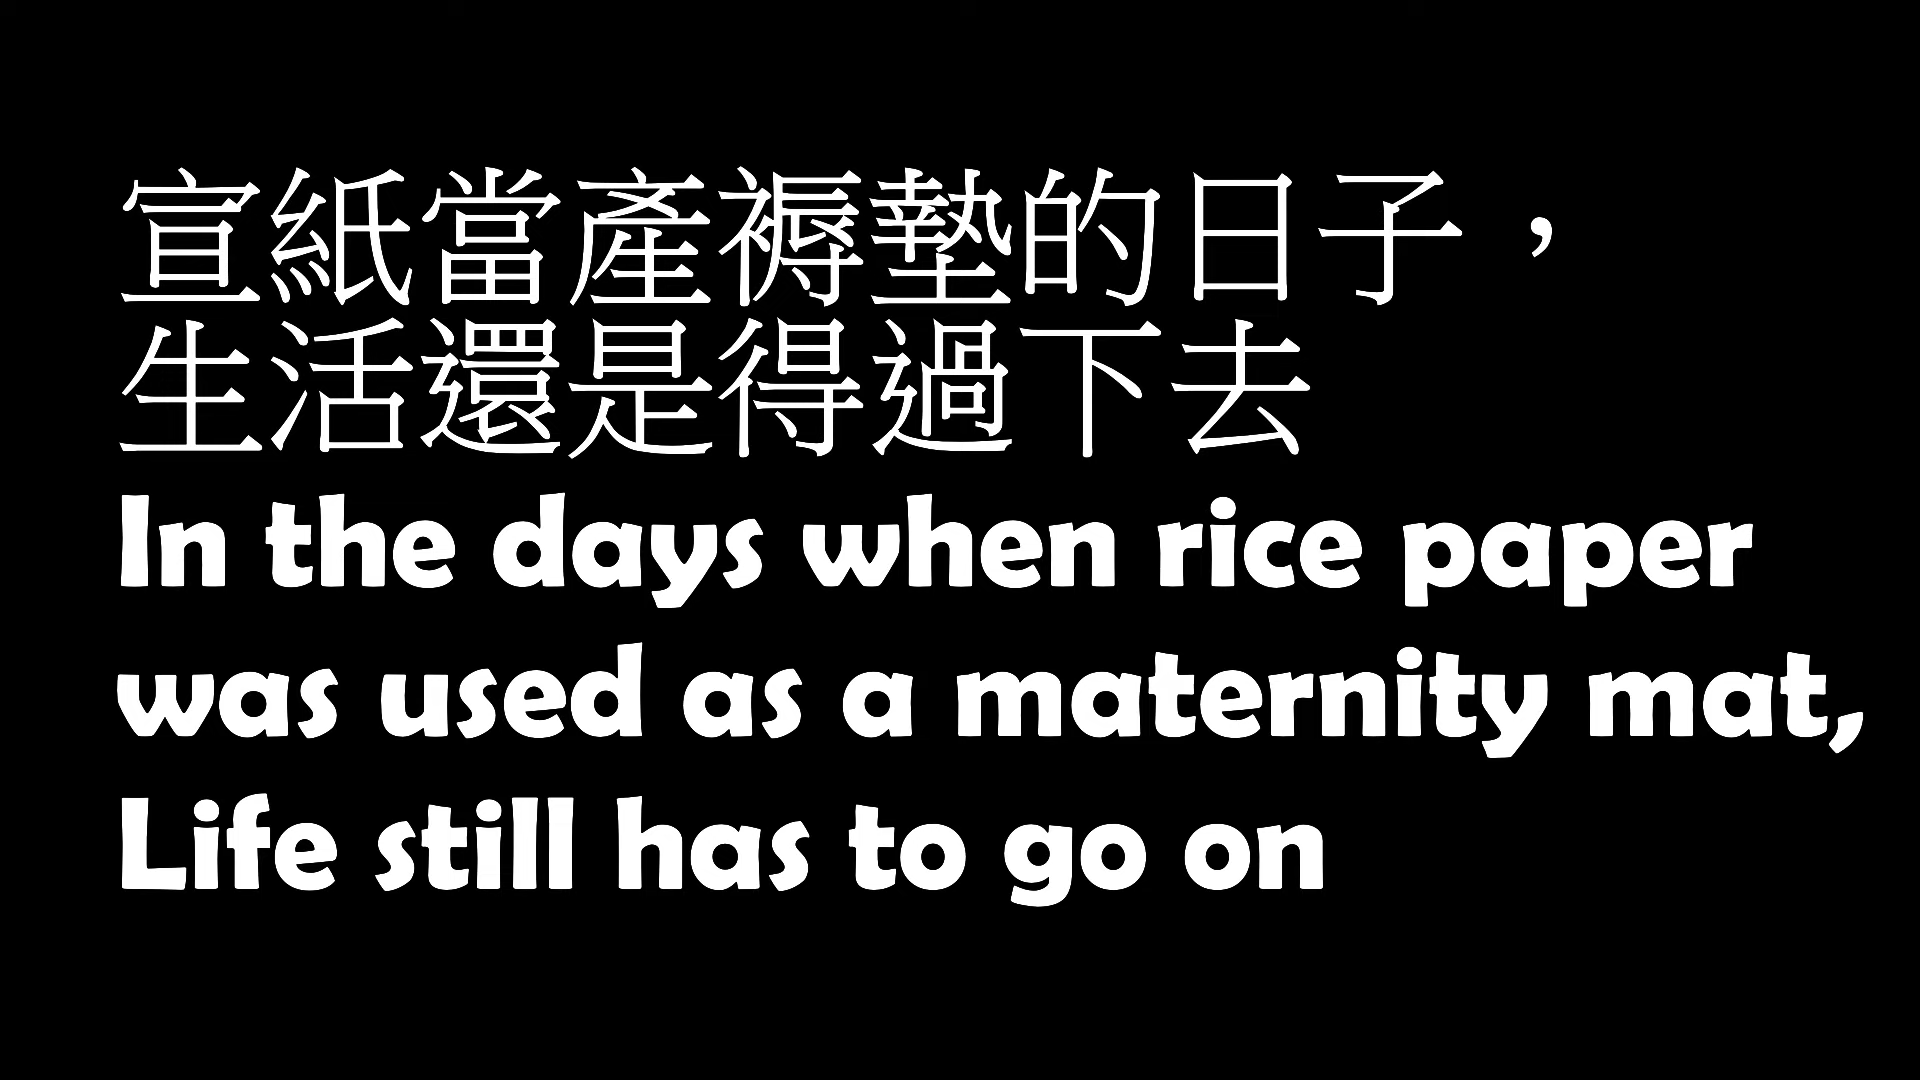 宣紙當產褥墊的日子，
生活還是得過下去
In the days when rice paper
was used as a maternity mat,
Life still has to go on